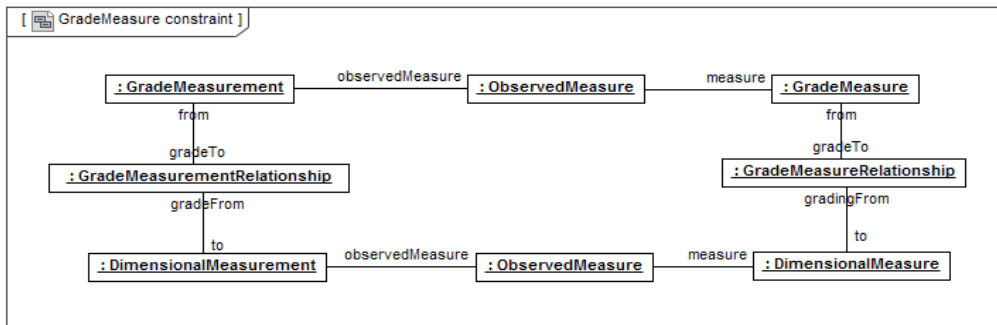 [ GradeMeasure constraint ]
observedMeasure
measure
: GradeMeasurement
: ObservedMeasure
: GradeMeasure
from
from
gradeTo
gradeTo
: GradeMeasurementRelationship
: GradeMeasureRelationship
gradeFrom
gradingFrom
to
to
observedMeasure
measure
: DimensionalMeasurement
: ObservedMeasure
: DimensionalMeasure